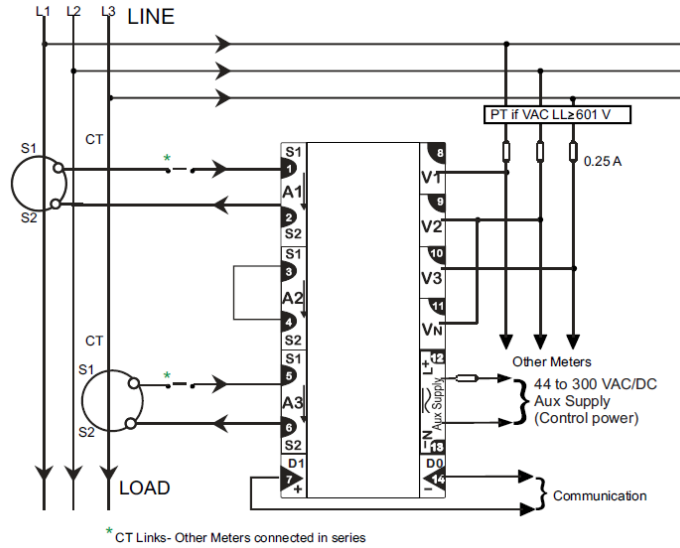 L1 L2 L3 LINE
PT if VAC LL≥601 V
0.25 A
CT
S1
S2
* 
S1
1
A1
2
S2
S1
3
A2
4
S2
CT
S1
S2
*
S1
5
A3
6
S2
D1
7
+
8
V1
9
V2
10
V3
11
VN
12
L+
Aux Supply
N
–
13
D0
14
–
Other Meters
44 to 300 VAC/DC
Aux Supply
(Control power)
Communication
LOAD
* CT Links- Other Meters connected in series